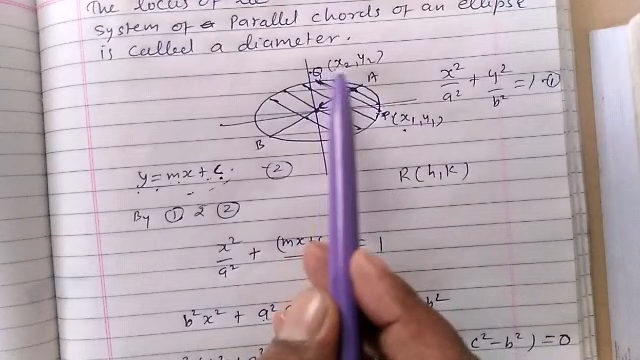 The locus of
system of Parallel chords of an ellipse
is called a diameter.
Q(x₂,y₂)
A
x²/a² + y²/b² = 1 -①
P(x₁,y₁)
B
y = mx + c. ②
R(h,k)
By ① 2 ②
x²/a² + (mx+ = 1
b²x² + a² b²
c²-b²) = 0